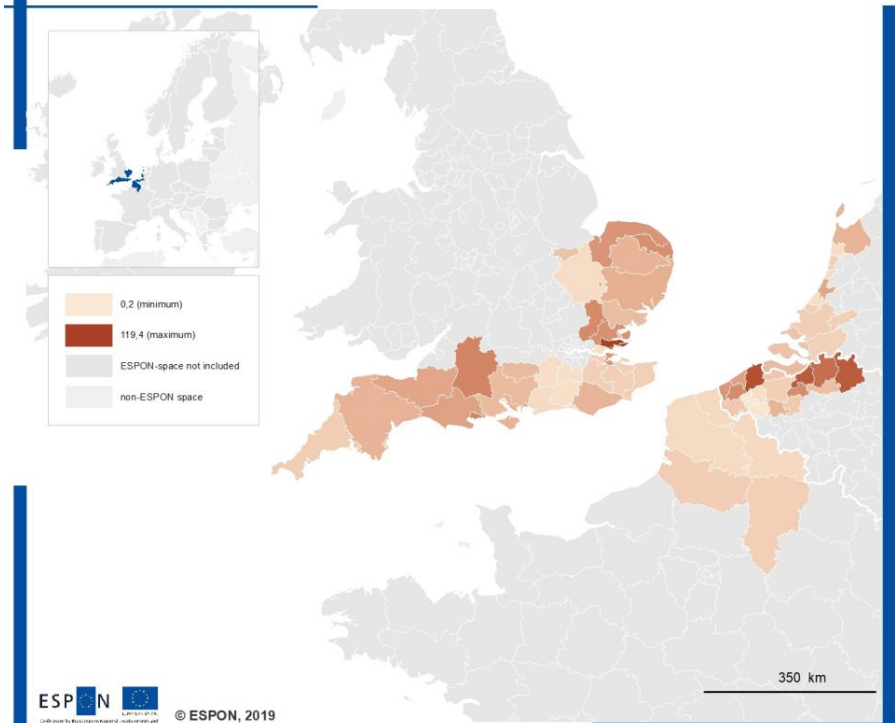 0,2 (minimum)
119,4 (maximum)
ESPON-space not included
non-ESPON space
350 km
ESPON
© ESPON, 2019